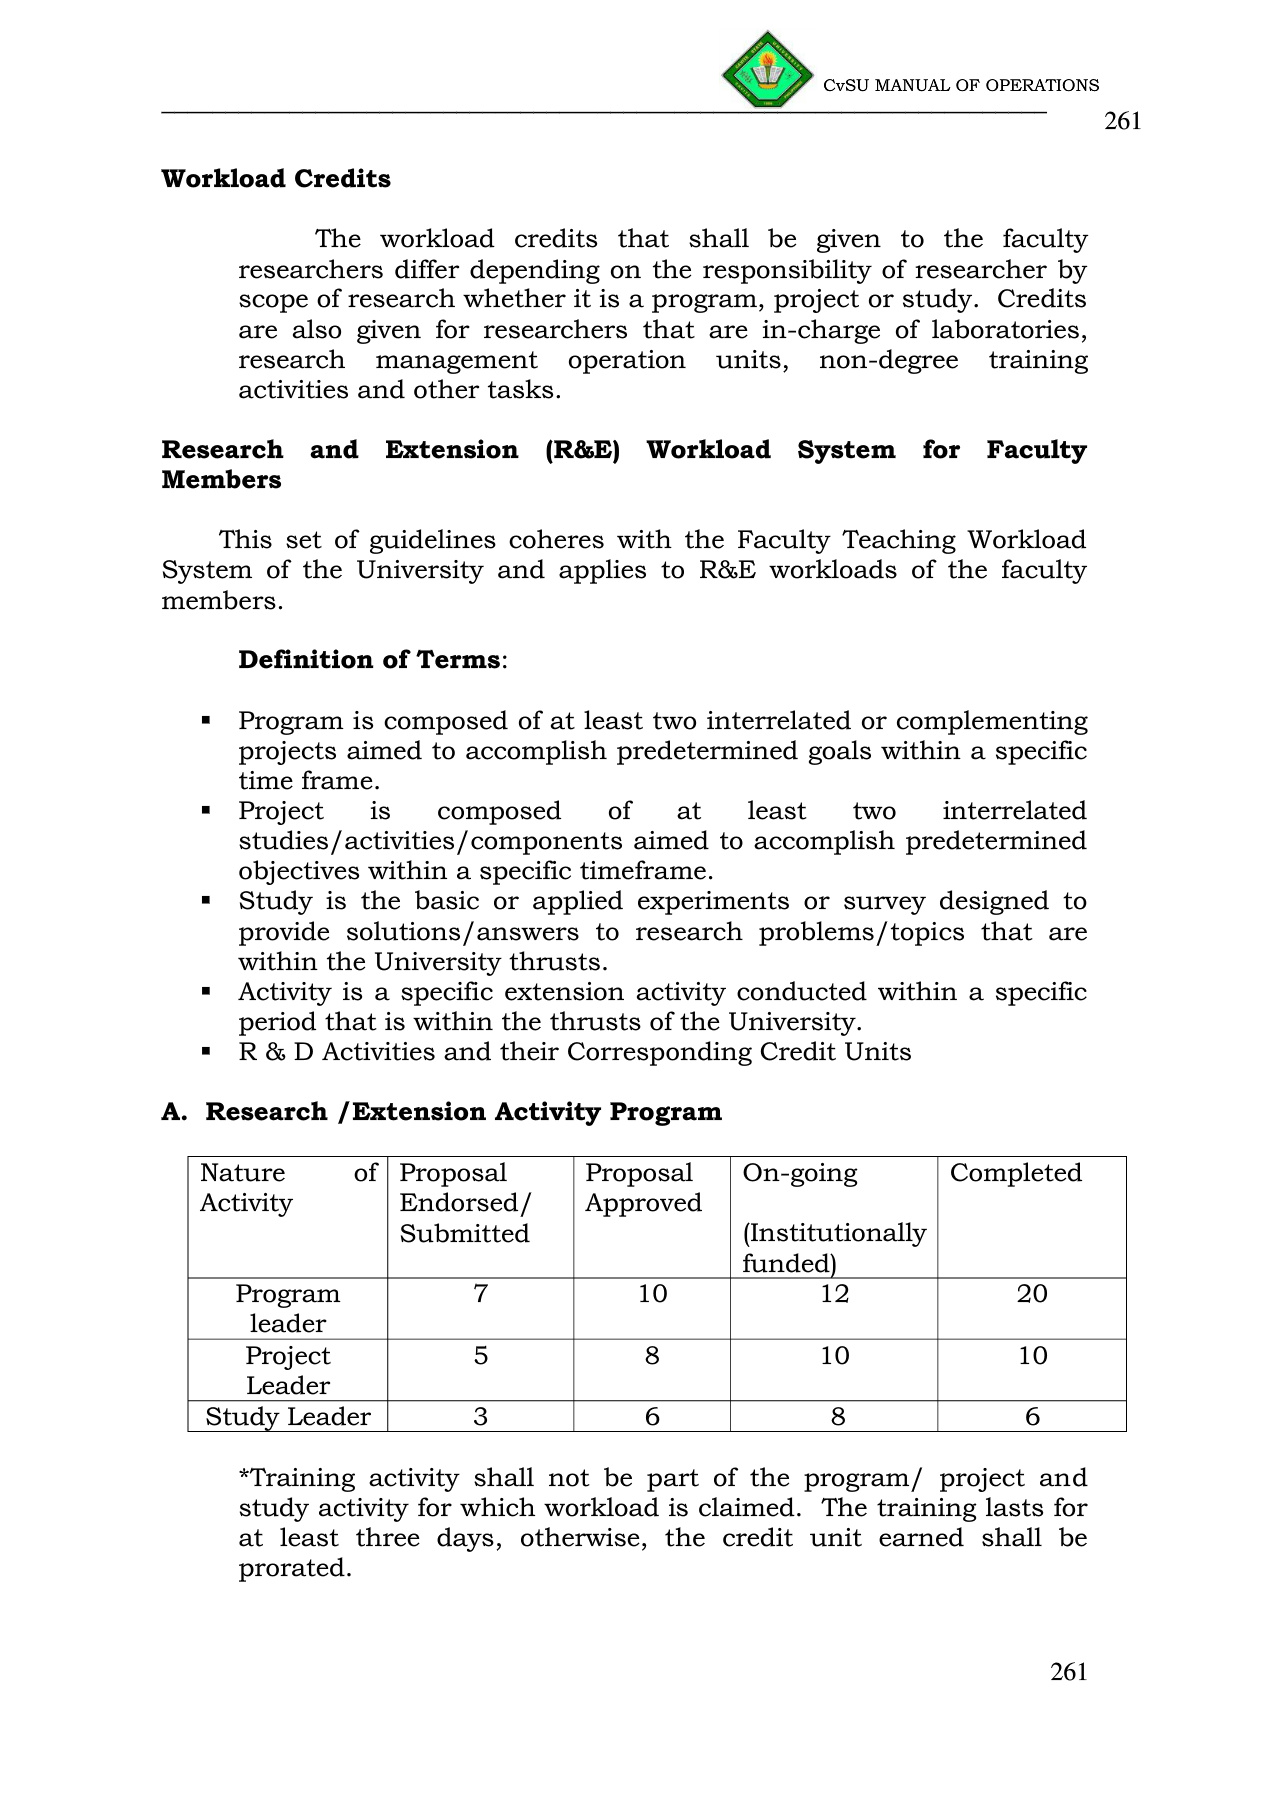 CvSU MANUAL OF OPERATIONS
261
Workload Credits
The workload credits that shall be given to the faculty
researchers differ depending on the responsibility of researcher by
scope of research whether it is a program, project or study. Credits
are also given for researchers that are in-charge of laboratories,
research management operation units, non-degree training
activities and other tasks.
Research and Extension (R&E) Workload System for Faculty
Members
This set of guidelines coheres with the Faculty Teaching Workload
System of the University and applies to R&E workloads of the faculty
members.
Definition of Terms:
▪ Program is composed of at least two interrelated or complementing
projects aimed to accomplish predetermined goals within a specific
time frame.
▪ Project is composed of at least two interrelated
studies/activities/components aimed to accomplish predetermined
objectives within a specific timeframe.
▪ Study is the basic or applied experiments or survey designed to
provide solutions/answers to research problems/topics that are
within the University thrusts.
▪ Activity is a specific extension activity conducted within a specific
period that is within the thrusts of the University.
▪ R & D Activities and their Corresponding Credit Units
A. Research /Extension Activity Program
Nature of Proposal Proposal On-going Completed
Activity Endorsed/ Approved
Submitted (Institutionally
funded)
Program 7 10 12 20
leader
Project 5 8 10 10
Leader
Study Leader 3 6 8 6
*Training activity shall not be part of the program/ project and
study activity for which workload is claimed. The training lasts for
at least three days, otherwise, the credit unit earned shall be
prorated.
261